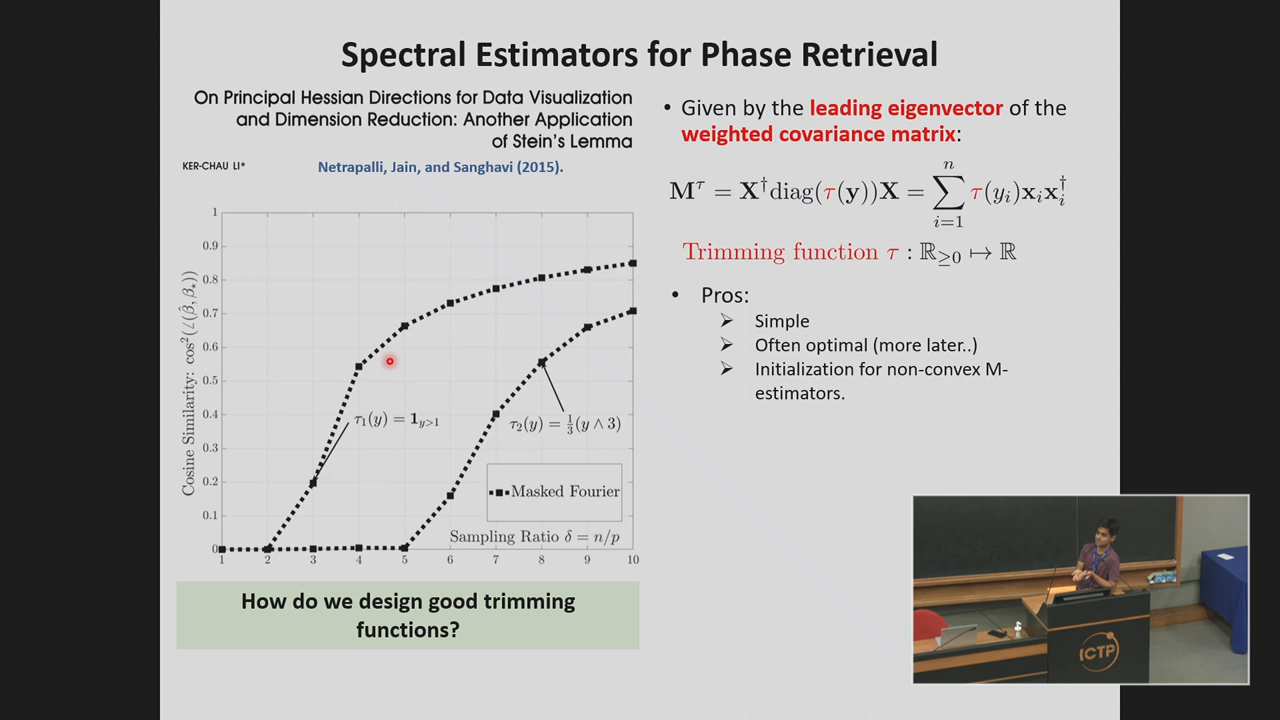 Spectral Estimators for Phase Retrieval
On Principal Hessian Directions for Data Visualization
and Dimension Reduction: Another Application
of Stein's Lemma
KER-CHAU LI*
Netrapalli, Jain, and Sanghavi (2015).
1
0.9
0.8
0.7
0.6
0.5
0.4
0.3
0.2
0.1
0
Cosine Similarity: cos²(∠(β̂, β⋆))
τ₁(y) = 𝟏_{y>1}
τ₂(y) = ⅓(y ∧ 3)
Masked Fourier
Sampling Ratio δ = n/p
1 2 3 4 5 6 7 8 9 10
How do we design good trimming
functions?
• Given by the leading eigenvector of the
weighted covariance matrix:
M^τ = X†diag(τ(y))X = ∑_{i=1}^{n} τ(y_i)x_i x_i†
Trimming function τ : ℝ≥0 ↦ ℝ
• Pros:
➢ Simple
➢ Often optimal (more later..)
➢ Initialization for non-convex M-
estimators.
ICTP